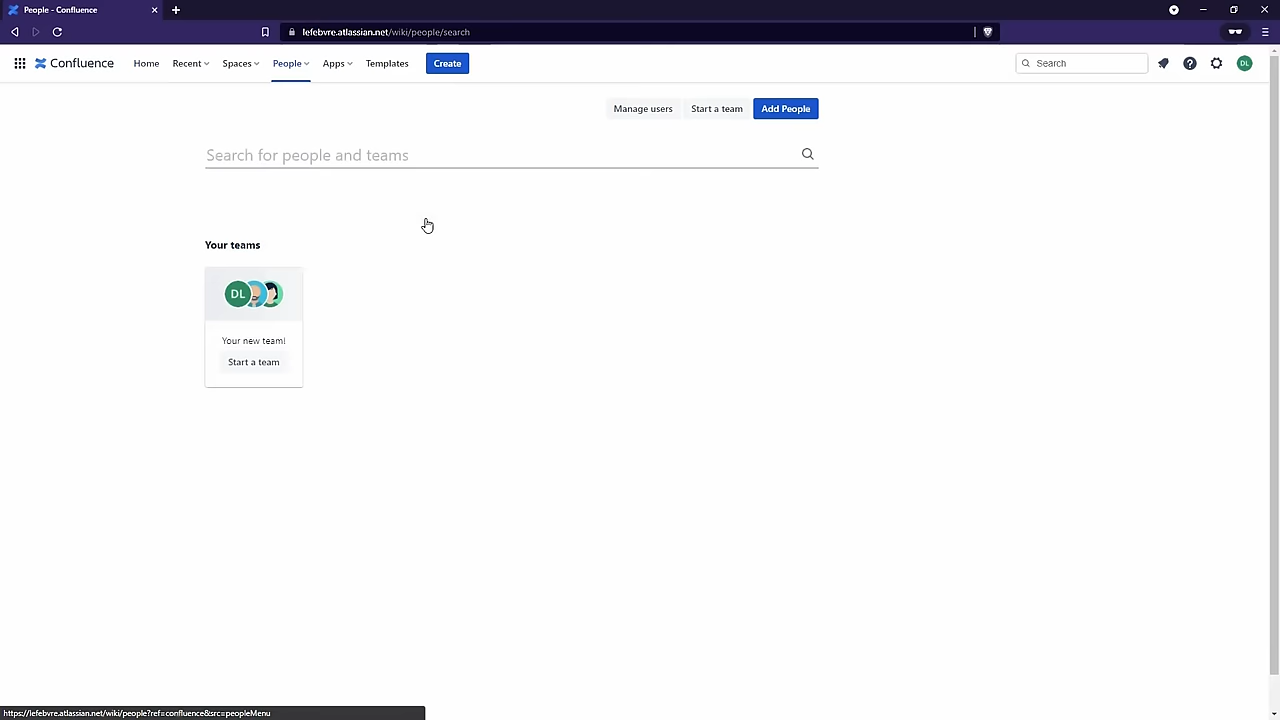 People - Confluence
lefebvre.atlassian.net/wiki/people/search
Confluence Home Recent Spaces People Apps Templates Create Search DL
Manage users Start a team Add People
Search for people and teams
Your teams
DL
Your new team!
Start a team
https://lefebvre.atlassian.net/wiki/people?ref=confluence&src=peopleMenu